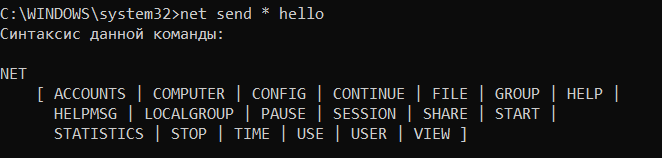 C:\WINDOWS\system32>net send * hello
Синтаксис данной команды:
NET
[ ACCOUNTS | COMPUTER | CONFIG | CONTINUE | FILE | GROUP | HELP |
HELPMSG | LOCALGROUP | PAUSE | SESSION | SHARE | START |
STATISTICS | STOP | TIME | USE | USER | VIEW ]